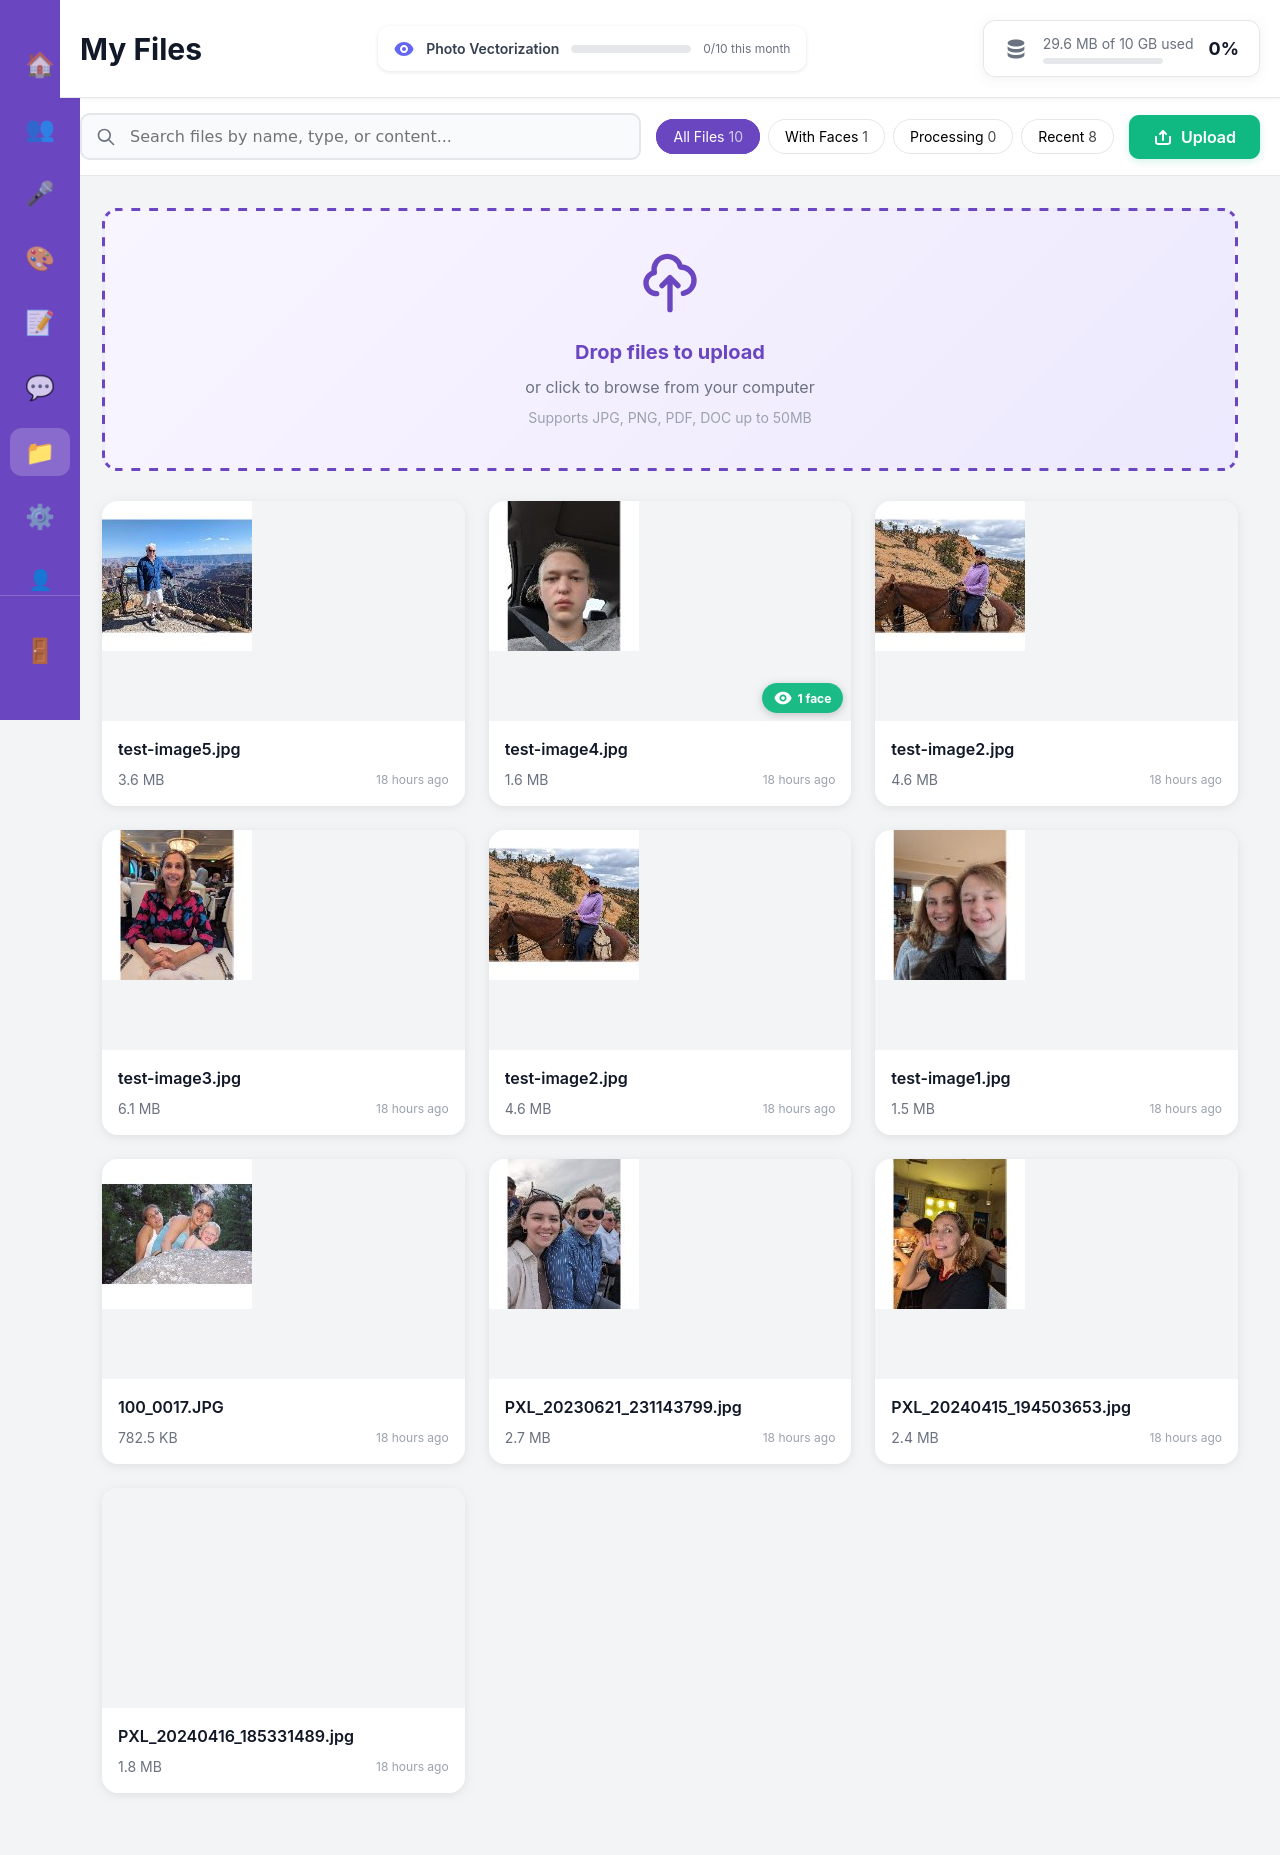 My Files
Photo Vectorization
0/10 this month
29.6 MB of 10 GB used
0%
Search files by name, type, or content...
All Files 10
With Faces 1
Processing 0
Recent 8
Upload
Drop files to upload
or click to browse from your computer
Supports JPG, PNG, PDF, DOC up to 50MB
1 face
test-image5.jpg
3.6 MB
18 hours ago
test-image4.jpg
1.6 MB
18 hours ago
test-image2.jpg
4.6 MB
18 hours ago
test-image3.jpg
6.1 MB
18 hours ago
test-image2.jpg
4.6 MB
18 hours ago
test-image1.jpg
1.5 MB
18 hours ago
100_0017.JPG
782.5 KB
18 hours ago
PXL_20230621_231143799.jpg
2.7 MB
18 hours ago
PXL_20240415_194503653.jpg
2.4 MB
18 hours ago
PXL_20240416_185331489.jpg
1.8 MB
18 hours ago